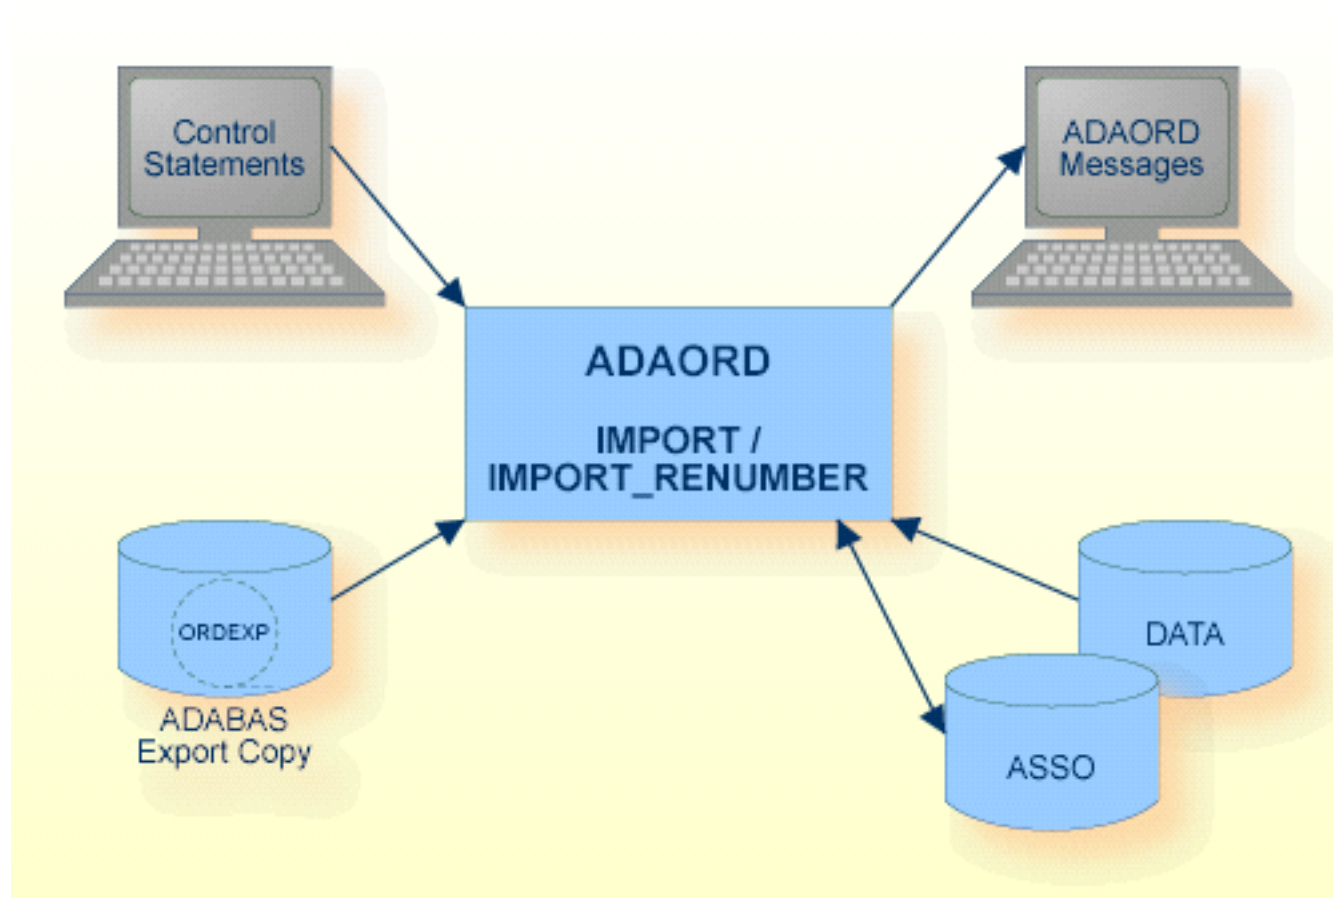 Control
Statements
ADAORD
Messages
ADAORD
IMPORT /
IMPORT_RENUMBER
ORDEXP
ADABAS
Export Copy
DATA
ASSO